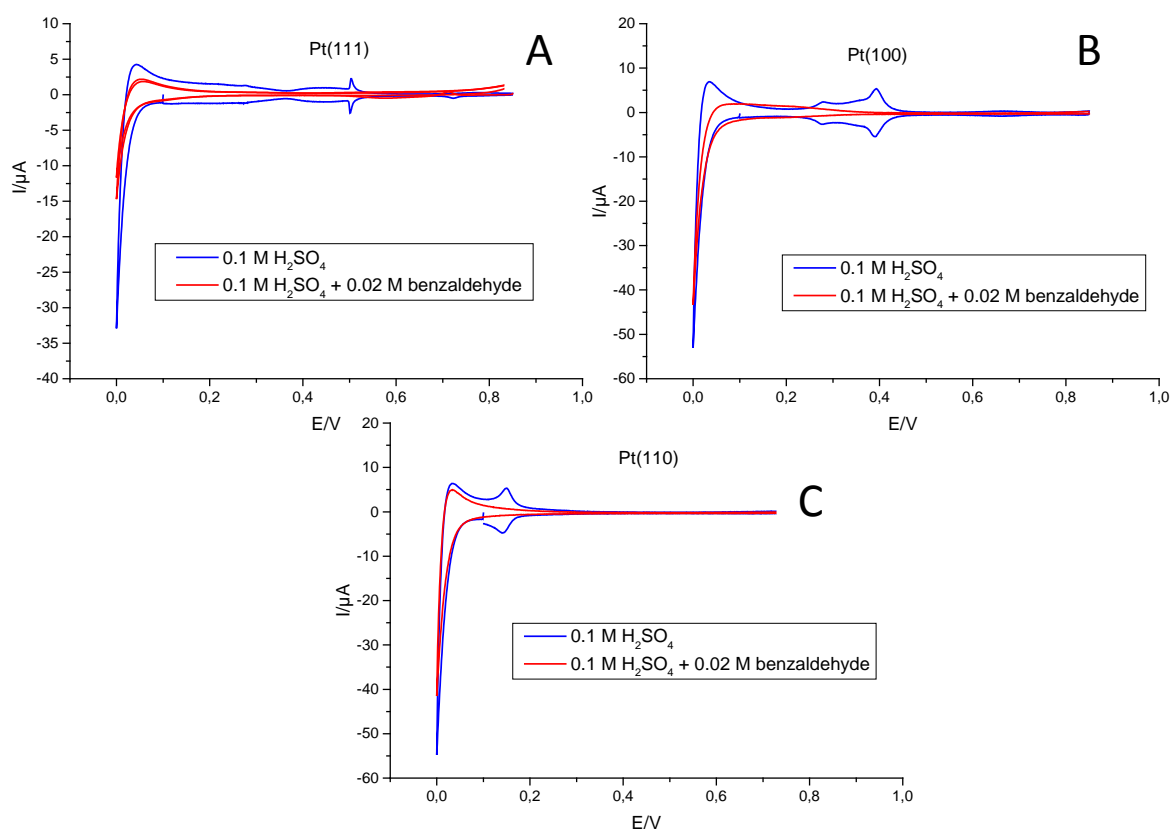 Pt(111)
A
10
5
0
-5
-10
-15
-20
-25
-30
-35
-40
I/µA
0.1 M H₂SO₄
0.1 M H₂SO₄ + 0.02 M benzaldehyde
0,0 0,2 0,4 0,6 0,8 1,0
E/V
Pt(100)
B
20
10
0
-10
-20
-30
-40
-50
-60
I/µA
0.1 M H₂SO₄
0.1 M H₂SO₄ + 0.02 M benzaldehyde
0,0 0,2 0,4 0,6 0,8 1,0
E/V
Pt(110)
C
20
10
0
-10
-20
-30
-40
-50
-60
I/µA
0.1 M H₂SO₄
0.1 M H₂SO₄ + 0.02 M benzaldehyde
0,0 0,2 0,4 0,6 0,8 1,0
E/V